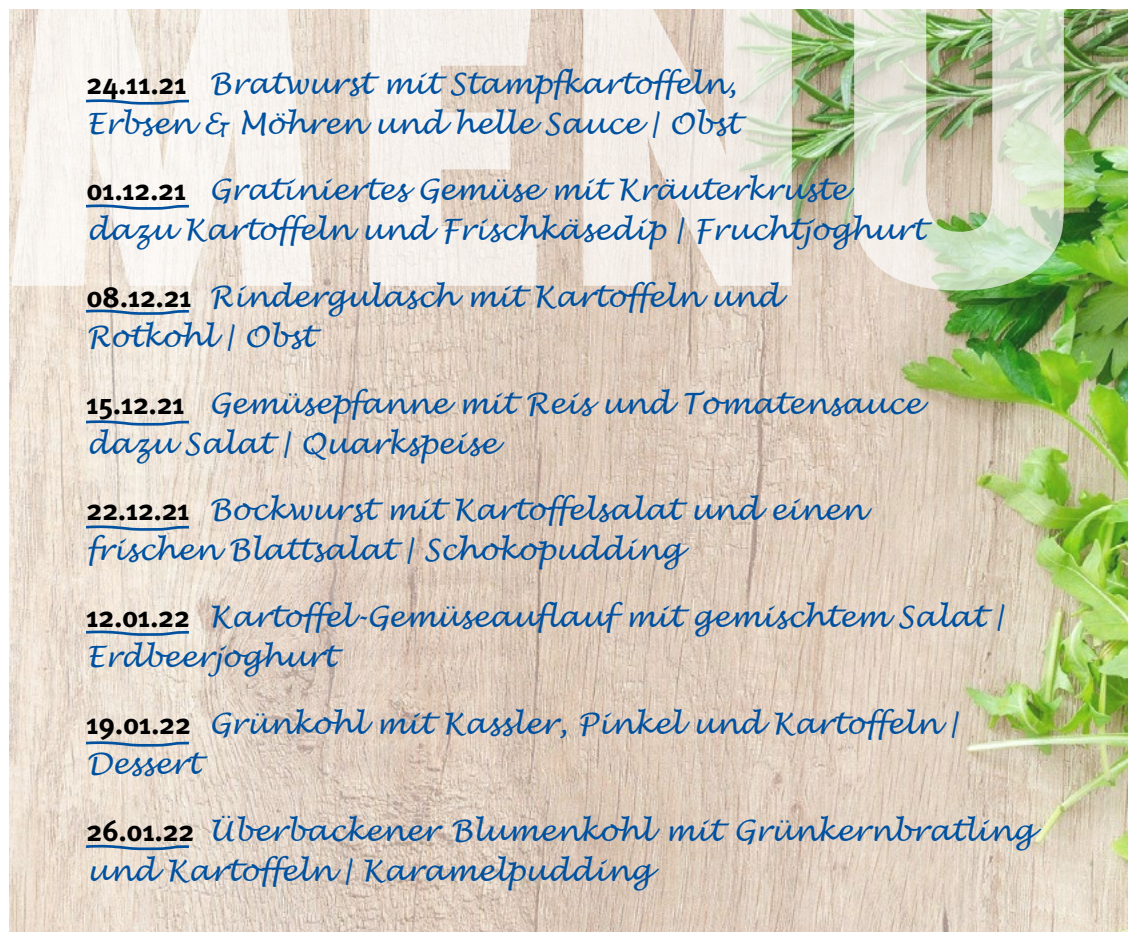 MENÜ
24.11.21 Bratwurst mit Stampfkartoffeln,
Erbsen & Möhren und helle Sauce | Obst
01.12.21 Gratiniertes Gemüse mit Kräuterkruste
dazu Kartoffeln und Frischkäsedip | Fruchtjoghurt
08.12.21 Rindergulasch mit Kartoffeln und
Rotkohl | Obst
15.12.21 Gemüsepfanne mit Reis und Tomatensauce
dazu Salat | Quarkspeise
22.12.21 Bockwurst mit Kartoffelsalat und einen
frischen Blattsalat | Schokopudding
12.01.22 Kartoffel-Gemüseauflauf mit gemischtem Salat |
Erdbeerjoghurt
19.01.22 Grünkohl mit Kassler, Pinkel und Kartoffeln |
Dessert
26.01.22 Überbackener Blumenkohl mit Grünkernbratling
und Kartoffeln | Karamelpudding